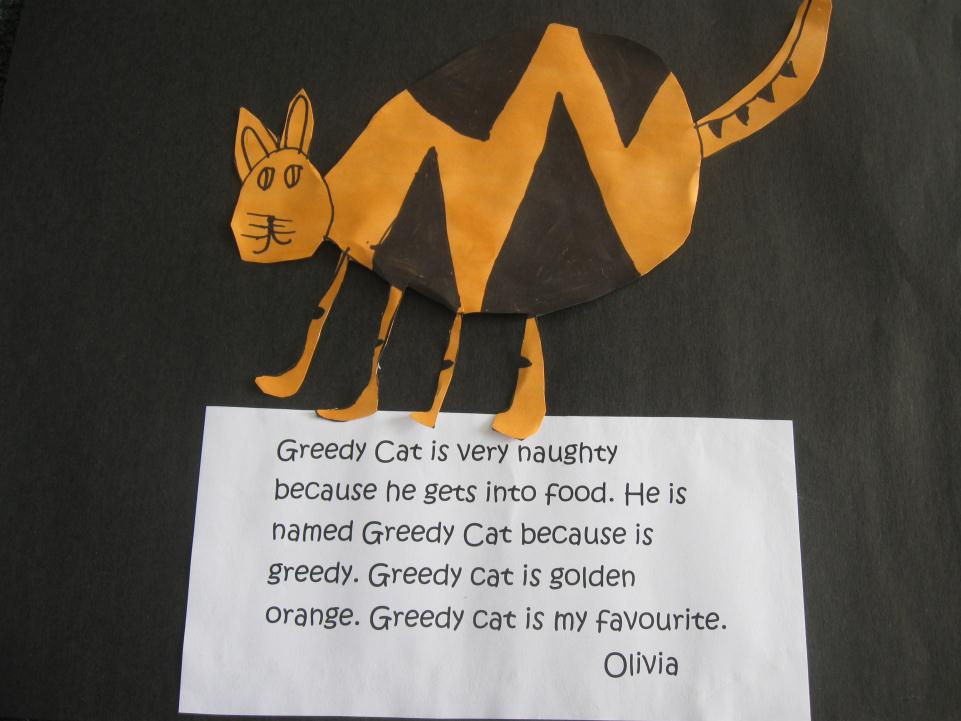 Greedy Cat is very naughty
because he gets into food. He is
named Greedy Cat because is
greedy. Greedy cat is golden
orange. Greedy cat is my favourite.
Olivia